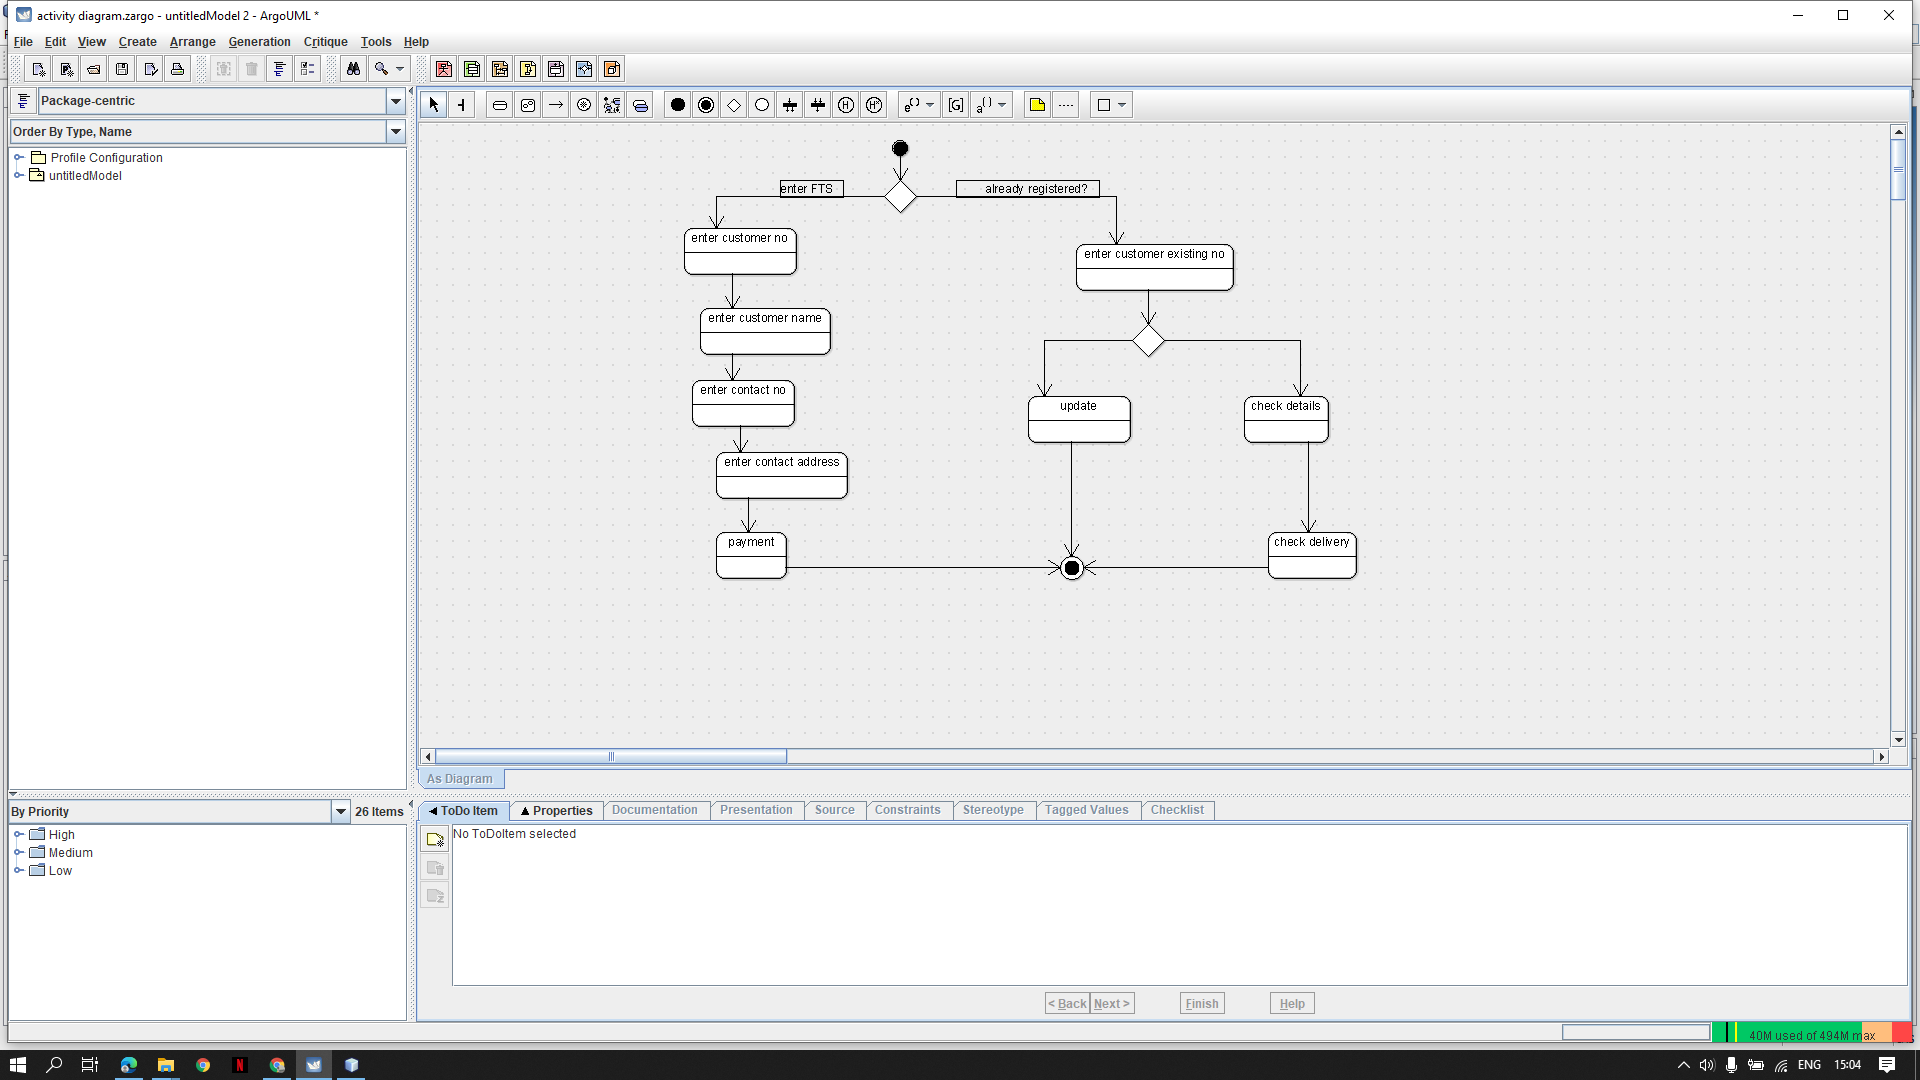 activity diagram.zargo - untitledModel 2 - ArgoUML *
File Edit View Create Arrange Generation Critique Tools Help
Package-centric
Order By Type, Name
Profile Configuration
untitledModel
enter FTS
already registered?
enter customer no
enter customer existing no
enter customer name
enter contact no
update
check details
enter contact address
payment
check delivery
As Diagram
By Priority
26 Items
High
Medium
Low
ToDo Item Properties Documentation Presentation Source Constraints Stereotype Tagged Values Checklist
No ToDoItem selected
< Back Next > Finish Help
40M used of 494M max
ENG 15:04